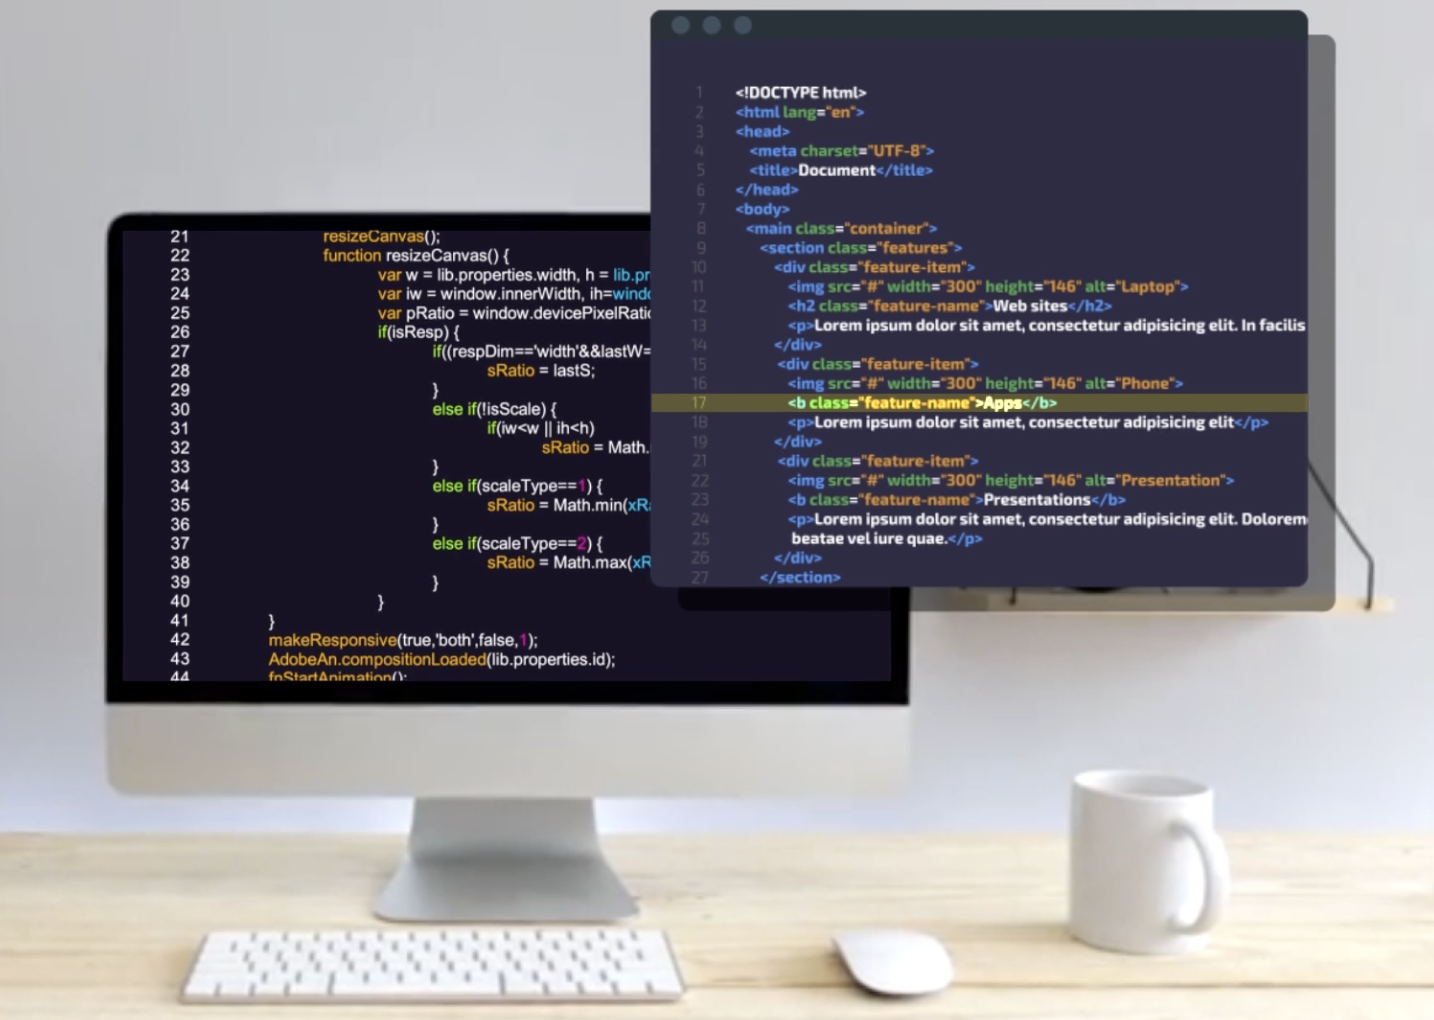 21 resizeCanvas();
22 function resizeCanvas() {
23 var w = lib.properties.width, h = lib.pr
24 var iw = window.innerWidth, ih=windo
25 var pRatio = window.devicePixelRatio
26 if(isResp) {
27 if((respDim=='width'&&lastW=
28 sRatio = lastS;
29 }
30 else if(!isScale) {
31 if(iw<w || ih<h)
32 sRatio = Math.
33 }
34 else if(scaleType==1) {
35 sRatio = Math.min(xRa
36 }
37 else if(scaleType==2) {
38 sRatio = Math.max(xR
39 }
40 }
41 }
42 makeResponsive(true,'both',false,1);
43 AdobeAn.compositionLoaded(lib.properties.id);
44 fnStartAnimation();
1 <!DOCTYPE html>
2 <html lang="en">
3 <head>
4 <meta charset="UTF-8">
5 <title>Document</title>
6 </head>
7 <body>
8 <main class="container">
9 <section class="features">
10 <div class="feature-item">
11 <img src="#" width="300" height="146" alt="Laptop">
12 <h2 class="feature-name">Web sites</h2>
13 <p>Lorem ipsum dolor sit amet, consectetur adipisicing elit. In facilis
14 </div>
15 <div class="feature-item">
16 <img src="#" width="300" height="146" alt="Phone">
17 <b class="feature-name">Apps</b>
18 <p>Lorem ipsum dolor sit amet, consectetur adipisicing elit</p>
19 </div>
21 <div class="feature-item">
22 <img src="#" width="300" height="146" alt="Presentation">
23 <b class="feature-name">Presentations</b>
24 <p>Lorem ipsum dolor sit amet, consectetur adipisicing elit. Dolorem
25 beatae vel iure quae.</p>
26 </div>
27 </section>